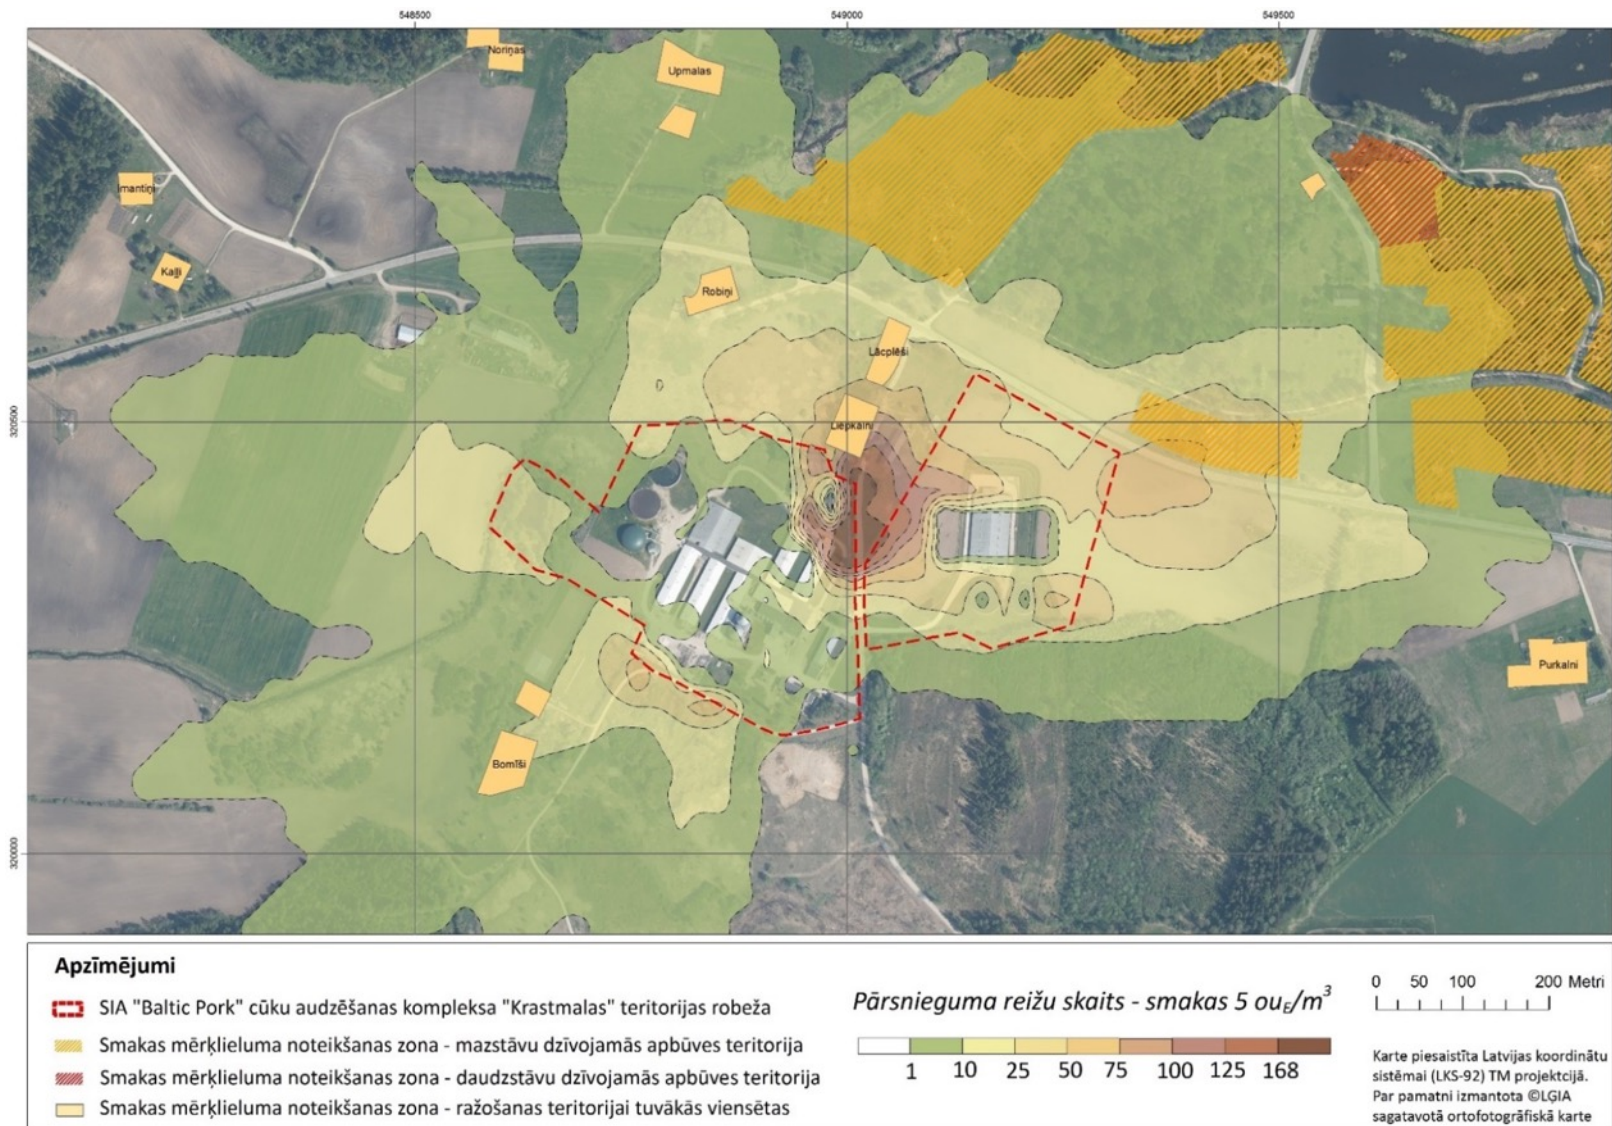 548500
549000
549500
Noriņas
Upmalas
Imantiņi
Kaļļi
Robiņi
Lācplēši
320500
Liepkalni
Purkalni
Bomīši
320000
Apzīmējumi
SIA "Baltic Pork" cūku audzēšanas kompleksa "Krastmalas" teritorijas robeža
Smakas mērķlieluma noteikšanas zona - mazstāvu dzīvojamās apbūves teritorija
Smakas mērķlieluma noteikšanas zona - daudzstāvu dzīvojamās apbūves teritorija
Smakas mērķlieluma noteikšanas zona - ražošanas teritorijai tuvākās viensētas
Pārsnieguma reižu skaits - smakas 5 ouE/m³
1 10 25 50 75 100 125 168
0 50 100 200 Metri
Karte piesaistīta Latvijas koordinātu
sistēmai (LKS-92) TM projekcijā.
Par pamatni izmantota ©LĢIA
sagatavotā ortofotogrāfiskā karte